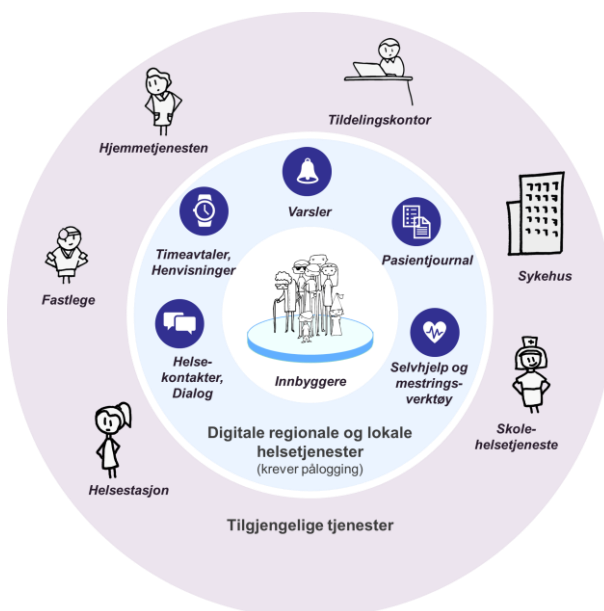 Tildelingskontor
Hjemmetjenesten
Varsler
Timeavtaler,
Henvisninger
Pasientjournal
Sykehus
Fastlege
Helse-
kontakter,
Dialog
Innbyggere
Selvhjelp og
mestrings-
verktøy
Skole-
helsetjeneste
Digitale regionale og lokale
helsetjenester
(krever pålogging)
Helsestasjon
Tilgjengelige tjenester